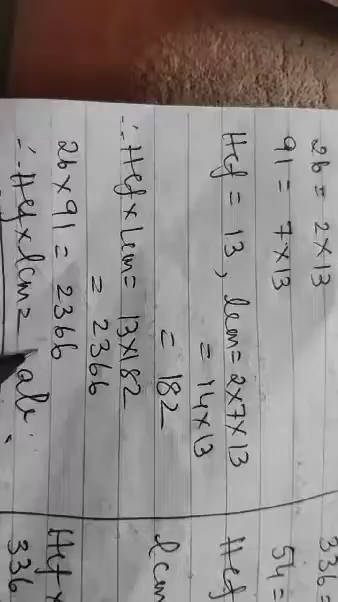 26 = 2 × 13
91 = 7 × 13
Hcf = 13, lcm = 2×7×13
= 14×13
= 182
∴ Hcf × Lcm = 13×182
= 2366
26 × 91 = 2366
∴ Hcf × lcm = ab
336 =
54 =
Hcf
lcm
Hcf ×
336